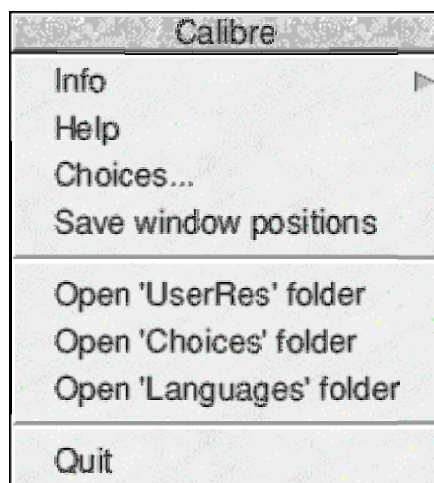 Calibre
Info
Help
Choices...
Save window positions
Open 'UserRes' folder
Open 'Choices' folder
Open 'Languages' folder
Quit